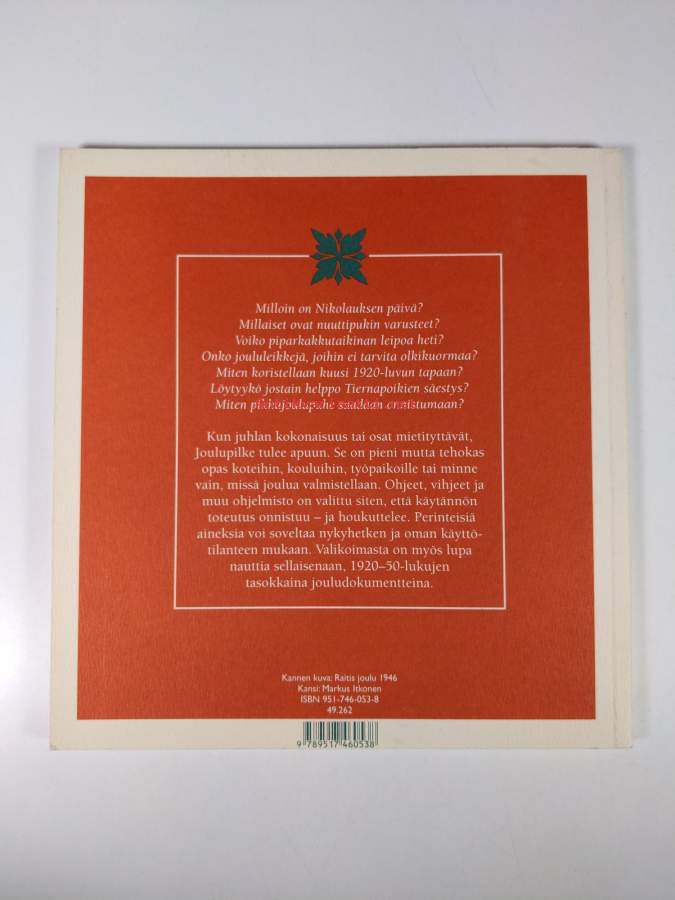 Milloin on Nikolauksen päivä?
Millaiset ovat nuuttipukin varusteet?
Voiko piparkakkutaikinan leipoa heti?
Onko joululeikkejä, joihin ei tarvita olkikuormaa?
Miten koristellaan kuusi 1920-luvun tapaan?
Löytyykö jostain helppo Tiernapoikien säestys?
Miten pikkujoulupuhe saadaan onnistumaan?
Kun juhlan kokonaisuus tai osat mietityttävät,
Joulupilke tulee apuun. Se on pieni mutta tehokas
opas koteihin, kouluihin, työpaikoille tai minne
vain, missä joulua valmistellaan. Ohjeet, vihjeet ja
muu ohjelmisto on valittu siten, että käytännön
toteutus onnistuu – ja houkuttelee. Perinteisiä
aineksia voi soveltaa nykyhetken ja oman käyttö-
tilanteen mukaan. Valikoimasta on myös lupa
nauttia sellaisenaan, 1920–50-lukujen
tasokkaina jouludokumentteina.
Kannen kuva: Raitis joulu 1946
Kansi: Markus Itkonen
ISBN 951-746-053-8
49.262
9 789517 460538